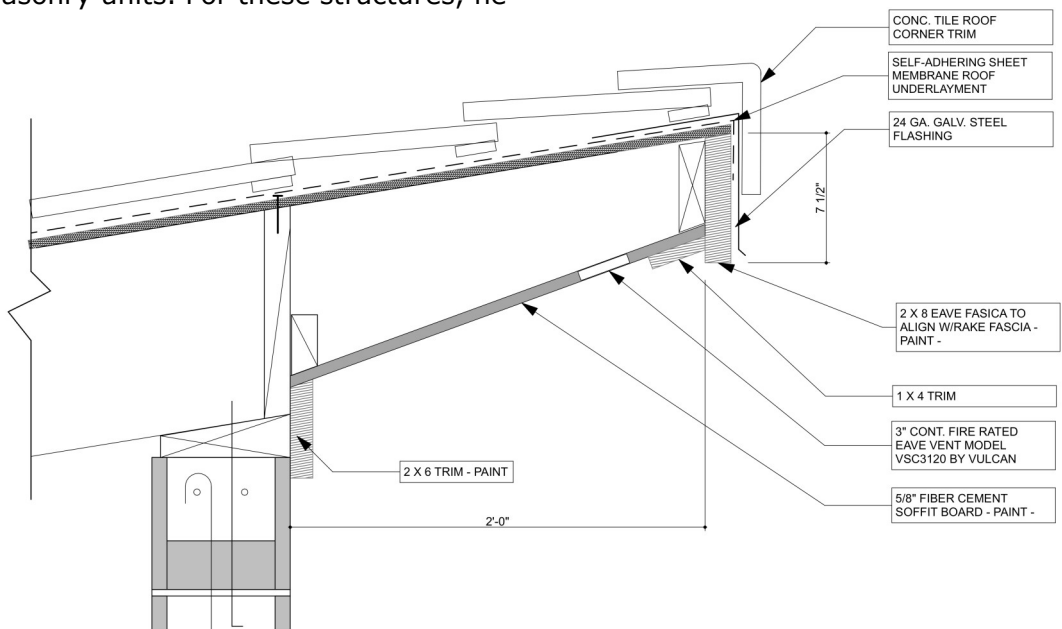 asonry units. For these structures, he
CONC. TILE ROOF
CORNER TRIM
SELF-ADHERING SHEET
MEMBRANE ROOF
UNDERLAYMENT
24 GA. GALV. STEEL
FLASHING
7 1/2"
2 X 8 EAVE FASICA TO
ALIGN W/RAKE FASCIA -
PAINT -
1 X 4 TRIM
3" CONT. FIRE RATED
EAVE VENT MODEL
VSC3120 BY VULCAN
2 X 6 TRIM - PAINT
5/8" FIBER CEMENT
SOFFIT BOARD - PAINT -
2'-0"